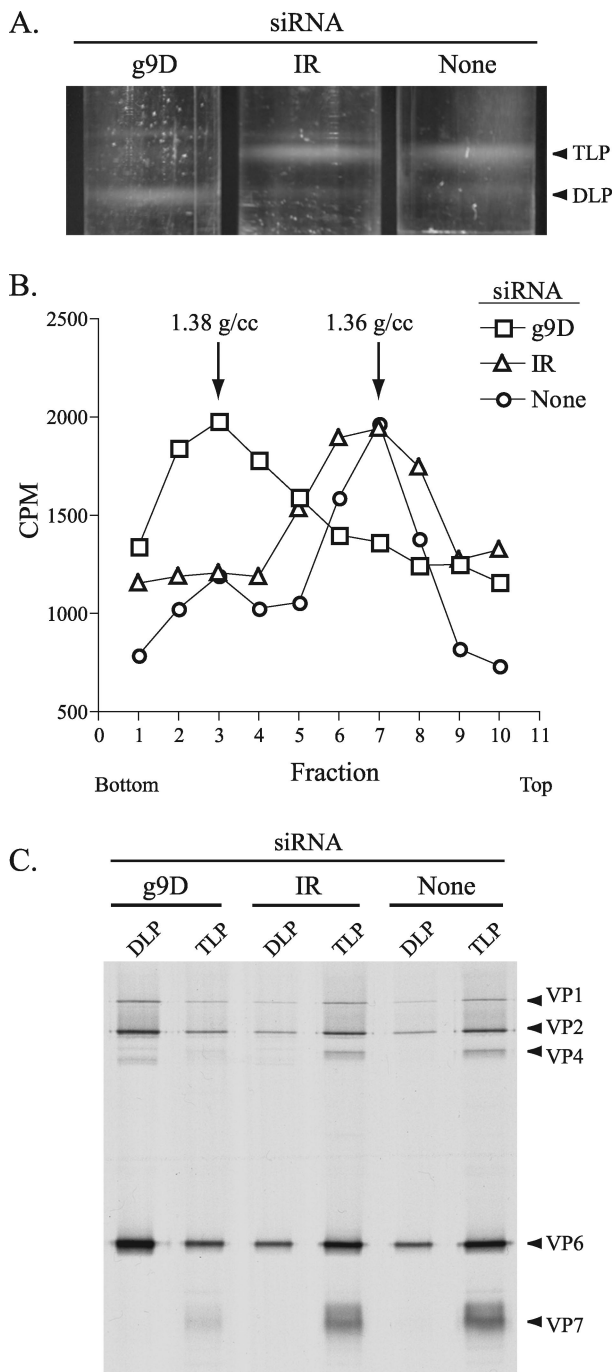 A.
siRNA
g9D IR None
TLP
DLP
B.
siRNA
g9D
IR
None
1.38 g/cc 1.36 g/cc
2500
2000
1500
1000
500
CPM
0 1 2 3 4 5 6 7 8 9 10 11
Bottom Fraction Top
C.
siRNA
g9D IR None
DLP TLP DLP TLP DLP TLP
VP1
VP2
VP4
VP6
VP7